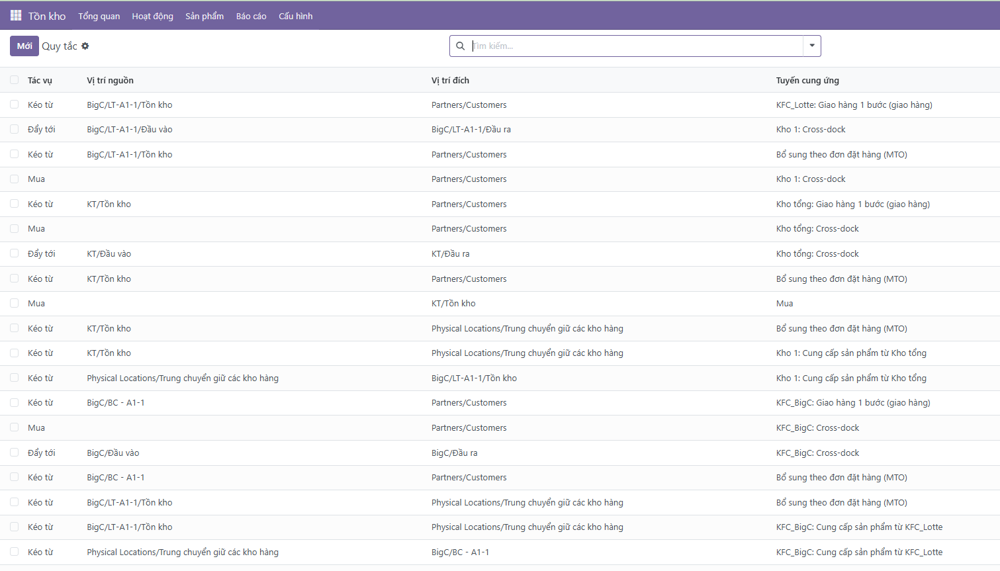 Tồn kho Tổng quan Hoạt động Sản phẩm Báo cáo Cấu hình
Mới Quy tắc Tìm kiếm...
Tác vụ Vị trí nguồn Vị trí đích Tuyến cung ứng
Kéo từ BigC/LT-A1-1/Tồn kho Partners/Customers KFC_Lotte: Giao hàng 1 bước (giao hàng)
Đẩy tới BigC/LT-A1-1/Đầu vào BigC/LT-A1-1/Đầu ra Kho 1: Cross-dock
Kéo từ BigC/LT-A1-1/Tồn kho Partners/Customers Bổ sung theo đơn đặt hàng (MTO)
Mua Partners/Customers Kho 1: Cross-dock
Kéo từ KT/Tồn kho Partners/Customers Kho tổng: Giao hàng 1 bước (giao hàng)
Mua Partners/Customers Kho tổng: Cross-dock
Đẩy tới KT/Đầu vào KT/Đầu ra Kho tổng: Cross-dock
Kéo từ KT/Tồn kho Partners/Customers Bổ sung theo đơn đặt hàng (MTO)
Mua KT/Tồn kho Mua
Kéo từ KT/Tồn kho Physical Locations/Trung chuyển giữ các kho hàng Bổ sung theo đơn đặt hàng (MTO)
Kéo từ KT/Tồn kho Physical Locations/Trung chuyển giữ các kho hàng Kho 1: Cung cấp sản phẩm từ Kho tổng
Kéo từ Physical Locations/Trung chuyển giữ các kho hàng BigC/LT-A1-1/Tồn kho Kho 1: Cung cấp sản phẩm từ Kho tổng
Kéo từ BigC/BC - A1-1 Partners/Customers KFC_BigC: Giao hàng 1 bước (giao hàng)
Mua Partners/Customers KFC_BigC: Cross-dock
Đẩy tới BigC/Đầu vào BigC/Đầu ra KFC_BigC: Cross-dock
Kéo từ BigC/BC - A1-1 Partners/Customers Bổ sung theo đơn đặt hàng (MTO)
Kéo từ BigC/LT-A1-1/Tồn kho Physical Locations/Trung chuyển giữ các kho hàng Bổ sung theo đơn đặt hàng (MTO)
Kéo từ BigC/LT-A1-1/Tồn kho Physical Locations/Trung chuyển giữ các kho hàng KFC_BigC: Cung cấp sản phẩm từ KFC_Lotte
Kéo từ Physical Locations/Trung chuyển giữ các kho hàng BigC/BC - A1-1 KFC_BigC: Cung cấp sản phẩm từ KFC_Lotte